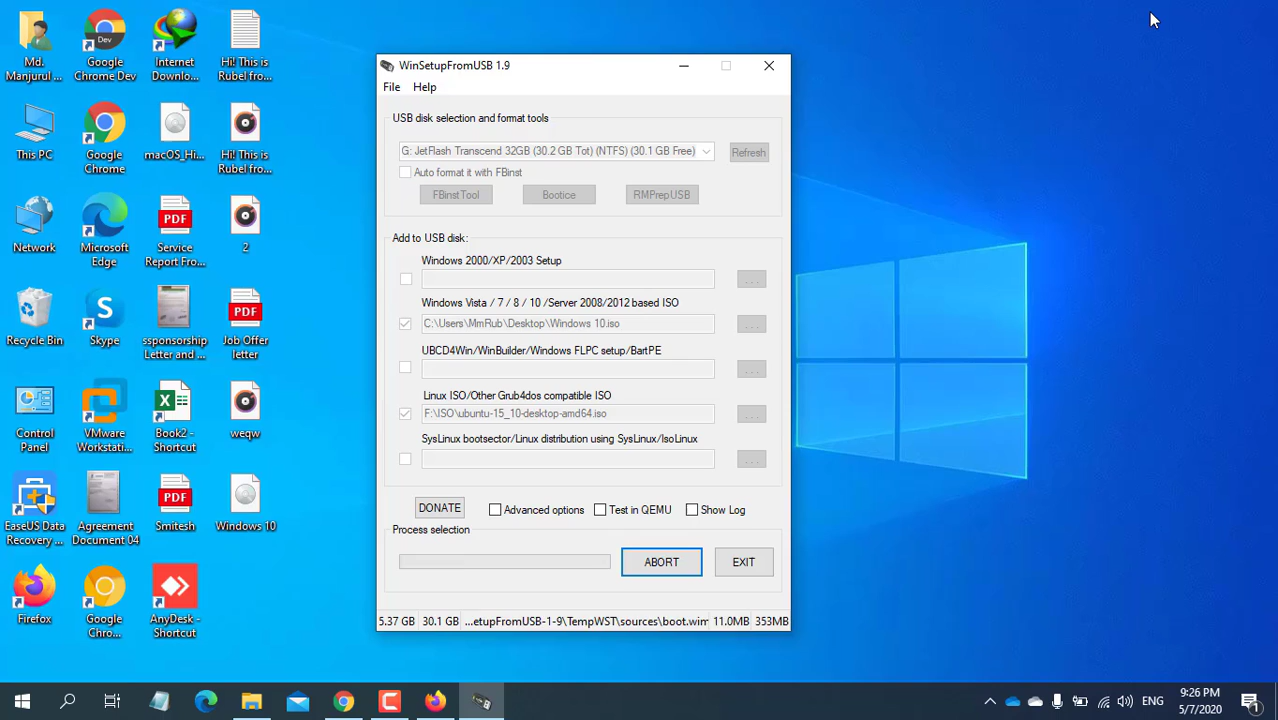 Md.
Manjurul ...
Dev
Google
Chrome Dev
Internet
Downlo...
Hi! This is
Rubel fro...
This PC
Google
Chrome
macOS_Hi...
Hi! This is
Rubel fro...
Network
Microsoft
Edge
PDF
Service
Report Fro...
2
Recycle Bin
S
Skype
ssponsorship
Letter and ...
PDF
Job Offer
letter
Control
Panel
VMware
Workstati...
Book2 -
Shortcut
weqw
EaseUS Data
Recovery ...
Agreement
Document 04
PDF
Smitesh
Windows 10
Firefox
Google
Chro...
AnyDesk -
Shortcut
WinSetupFromUSB 1.9
File Help
USB disk selection and format tools
G: JetFlash Transcend 32GB (30.2 GB Tot) (NTFS) (30.1 GB Free) Refresh
Auto format it with FBinst
FBinstTool Bootice RMPrepUSB
Add to USB disk:
Windows 2000/XP/2003 Setup
...
Windows Vista / 7 / 8 / 10 /Server 2008/2012 based ISO
C:\Users\MmRub\Desktop\Windows 10.iso ...
UBCD4Win/WinBuilder/Windows FLPC setup/BartPE
...
Linux ISO/Other Grub4dos compatible ISO
F:\ISO\ubuntu-15_10-desktop-amd64.iso ...
SysLinux bootsector/Linux distribution using SysLinux/IsoLinux
...
DONATE Advanced options Test in QEMU Show Log
Process selection
ABORT EXIT
5.37 GB 30.1 GB ...etupFromUSB-1-9\TempWST\sources\boot.wim 11.0MB 353MB
ENG
9:26 PM
5/7/2020
1